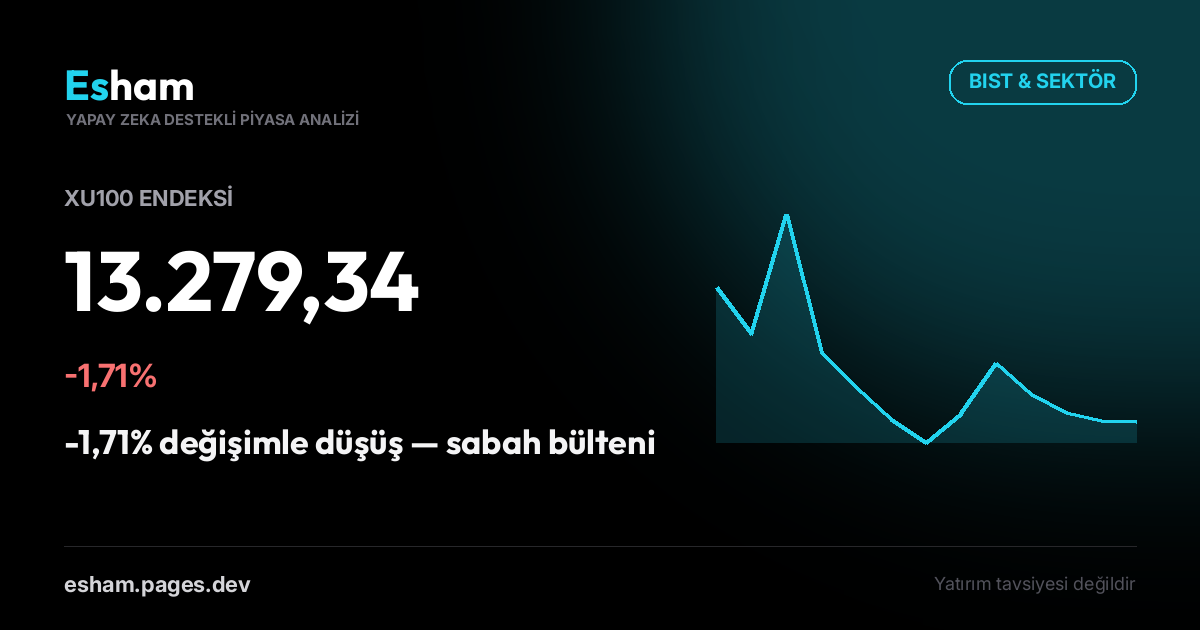 Esham
YAPAY ZEKA DESTEKLİ PİYASA ANALİZİ
BIST & SEKTÖR
XU100 ENDEKSİ
13.279,34
-1,71%
-1,71% değişimle düşüş — sabah bülteni
esham.pages.dev
Yatırım tavsiyesi değildir